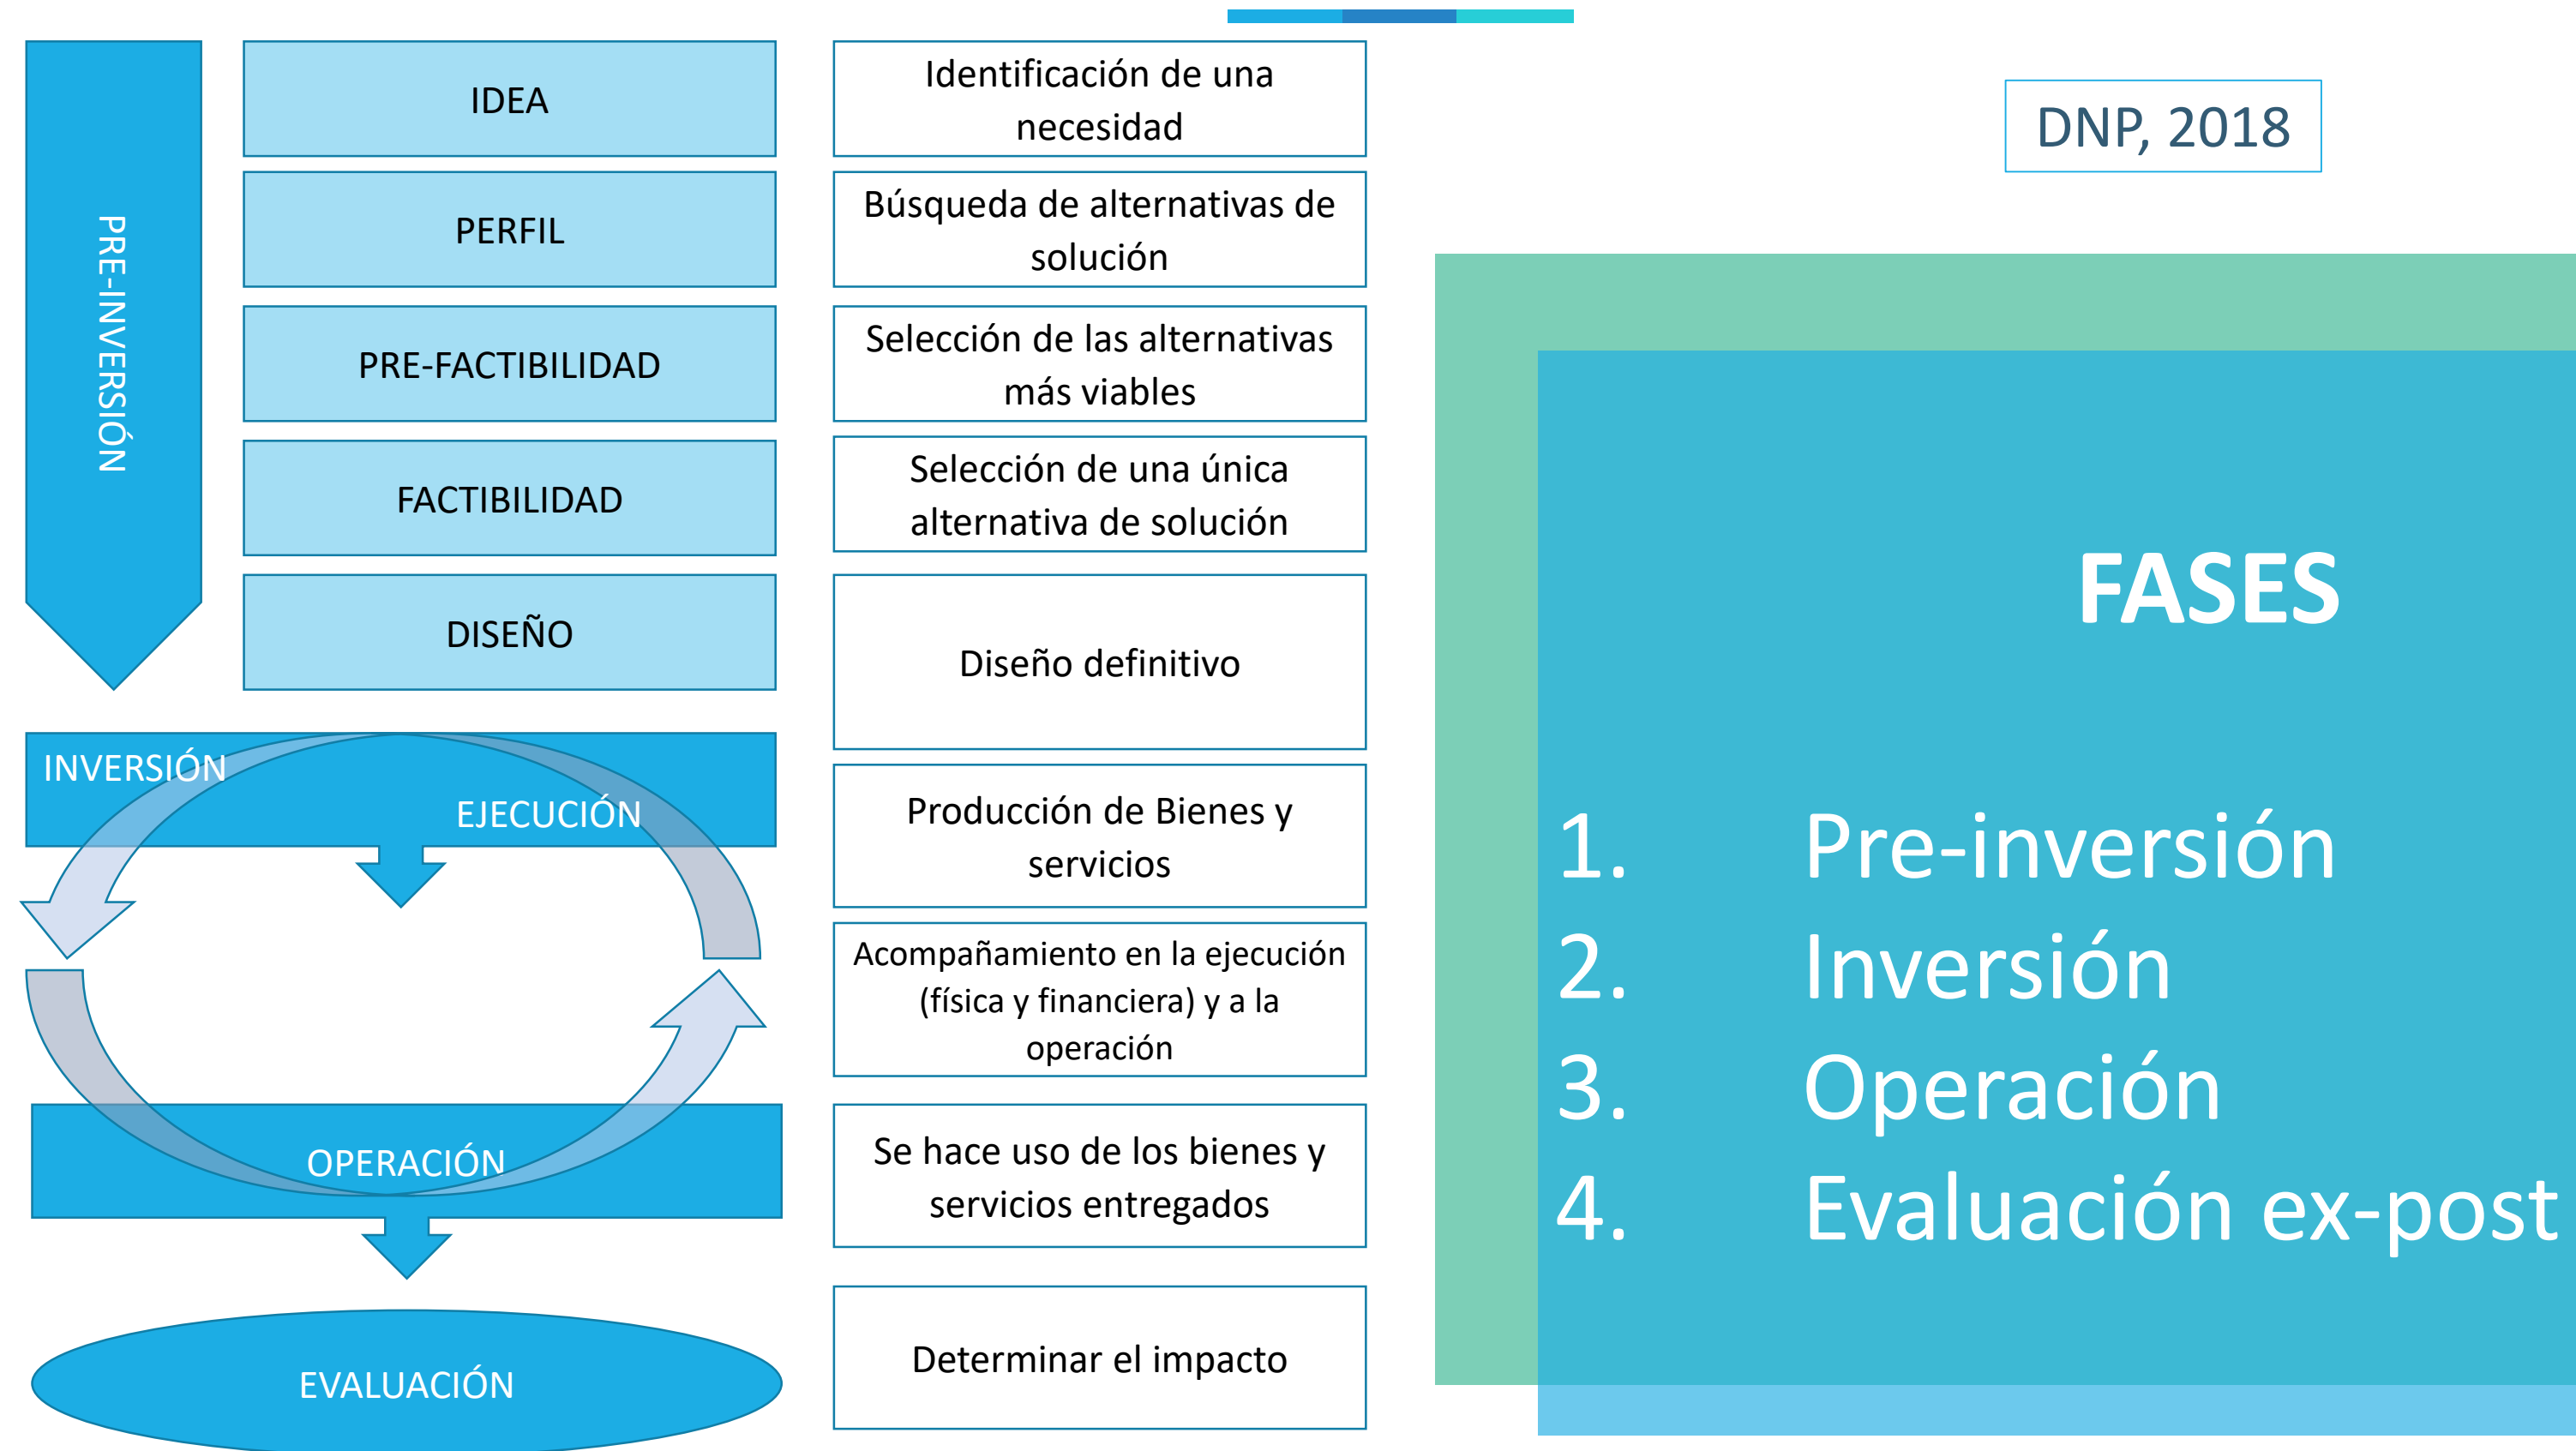 PRE-INVERSIÓN
IDEA
Identificación de una
necesidad
PERFIL
Búsqueda de alternativas de
solución
PRE-FACTIBILIDAD
Selección de las alternativas
más viables
FACTIBILIDAD
Selección de una única
alternativa de solución
DISEÑO
Diseño definitivo
INVERSIÓN
EJECUCIÓN
Producción de Bienes y
servicios
Acompañamiento en la ejecución
(física y financiera) y a la
operación
OPERACIÓN
Se hace uso de los bienes y
servicios entregados
EVALUACIÓN
Determinar el impacto
DNP, 2018
FASES
1. Pre-inversión
2. Inversión
3. Operación
4. Evaluación ex-post